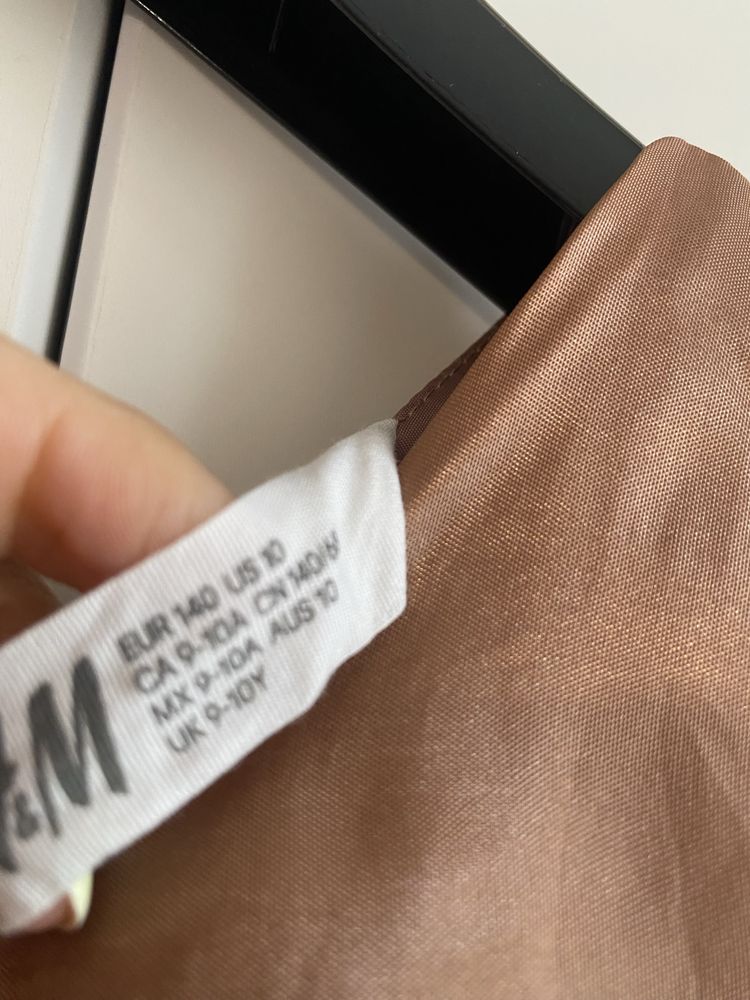 H&M
EUR 140 US 10
CA 9-10A CN 140/
MX 9-10A AUS 10
UK 9-10Y